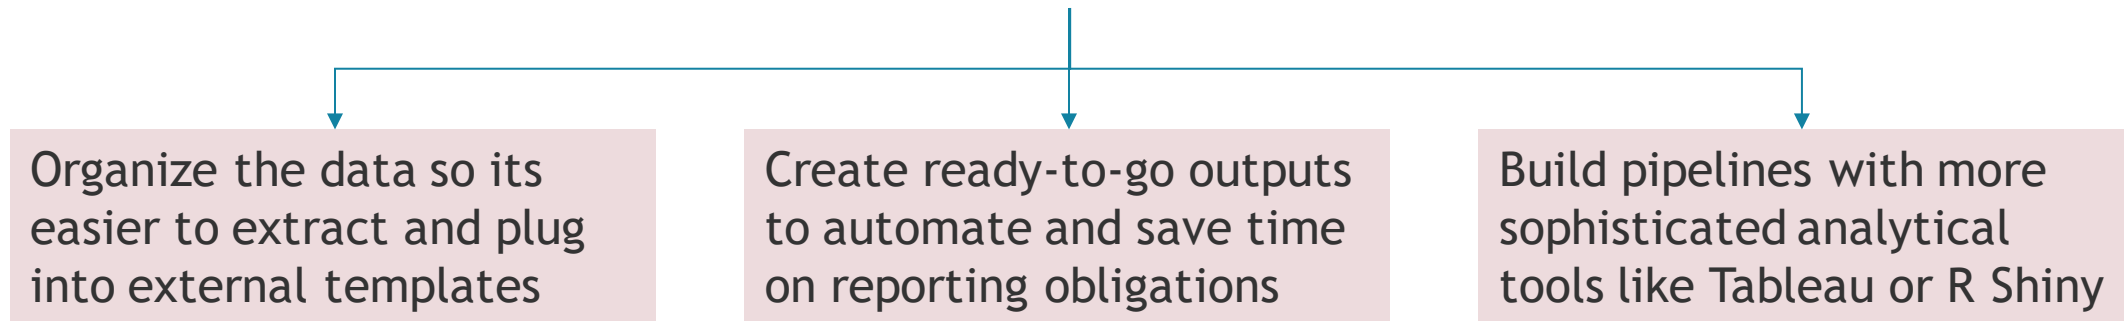 Organize the data so its
easier to extract and plug
into external templates
Create ready-to-go outputs
to automate and save time
on reporting obligations
Build pipelines with more
sophisticated analytical
tools like Tableau or R Shiny